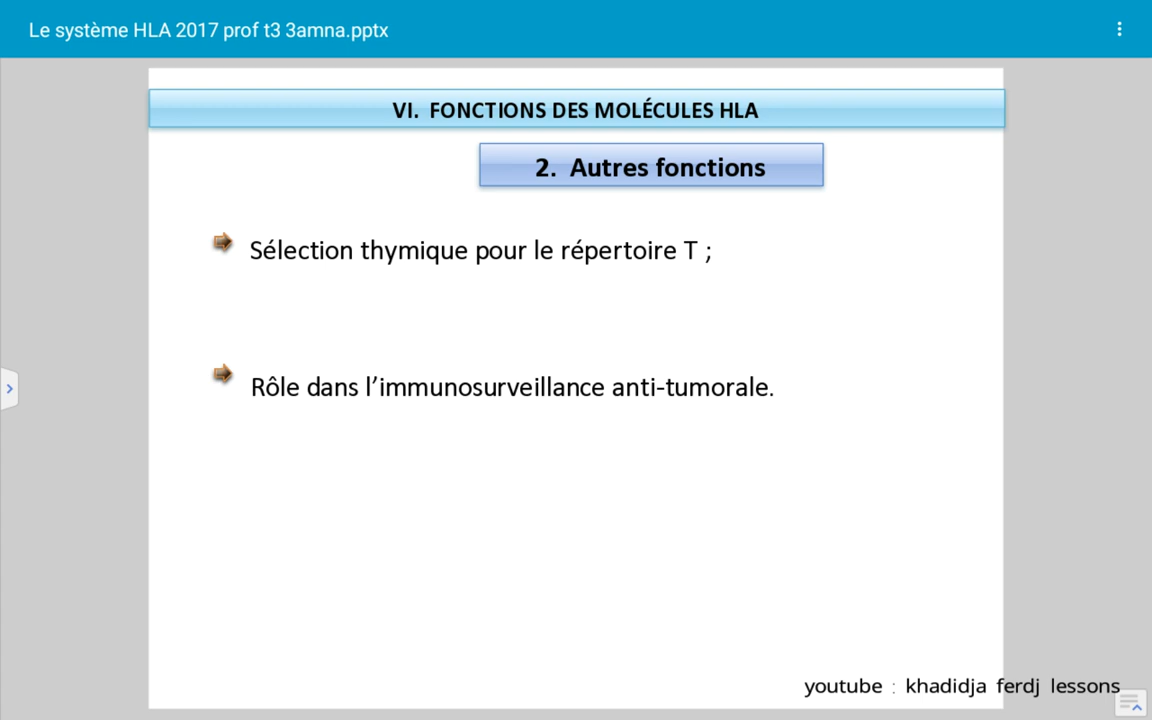 Le système HLA 2017 prof t3 3amna.pptx
VI. FONCTIONS DES MOLÉCULES HLA
2. Autres fonctions
Sélection thymique pour le répertoire T ;
Rôle dans l’immunosurveillance anti-tumorale.
youtube : khadidja ferdj lessons